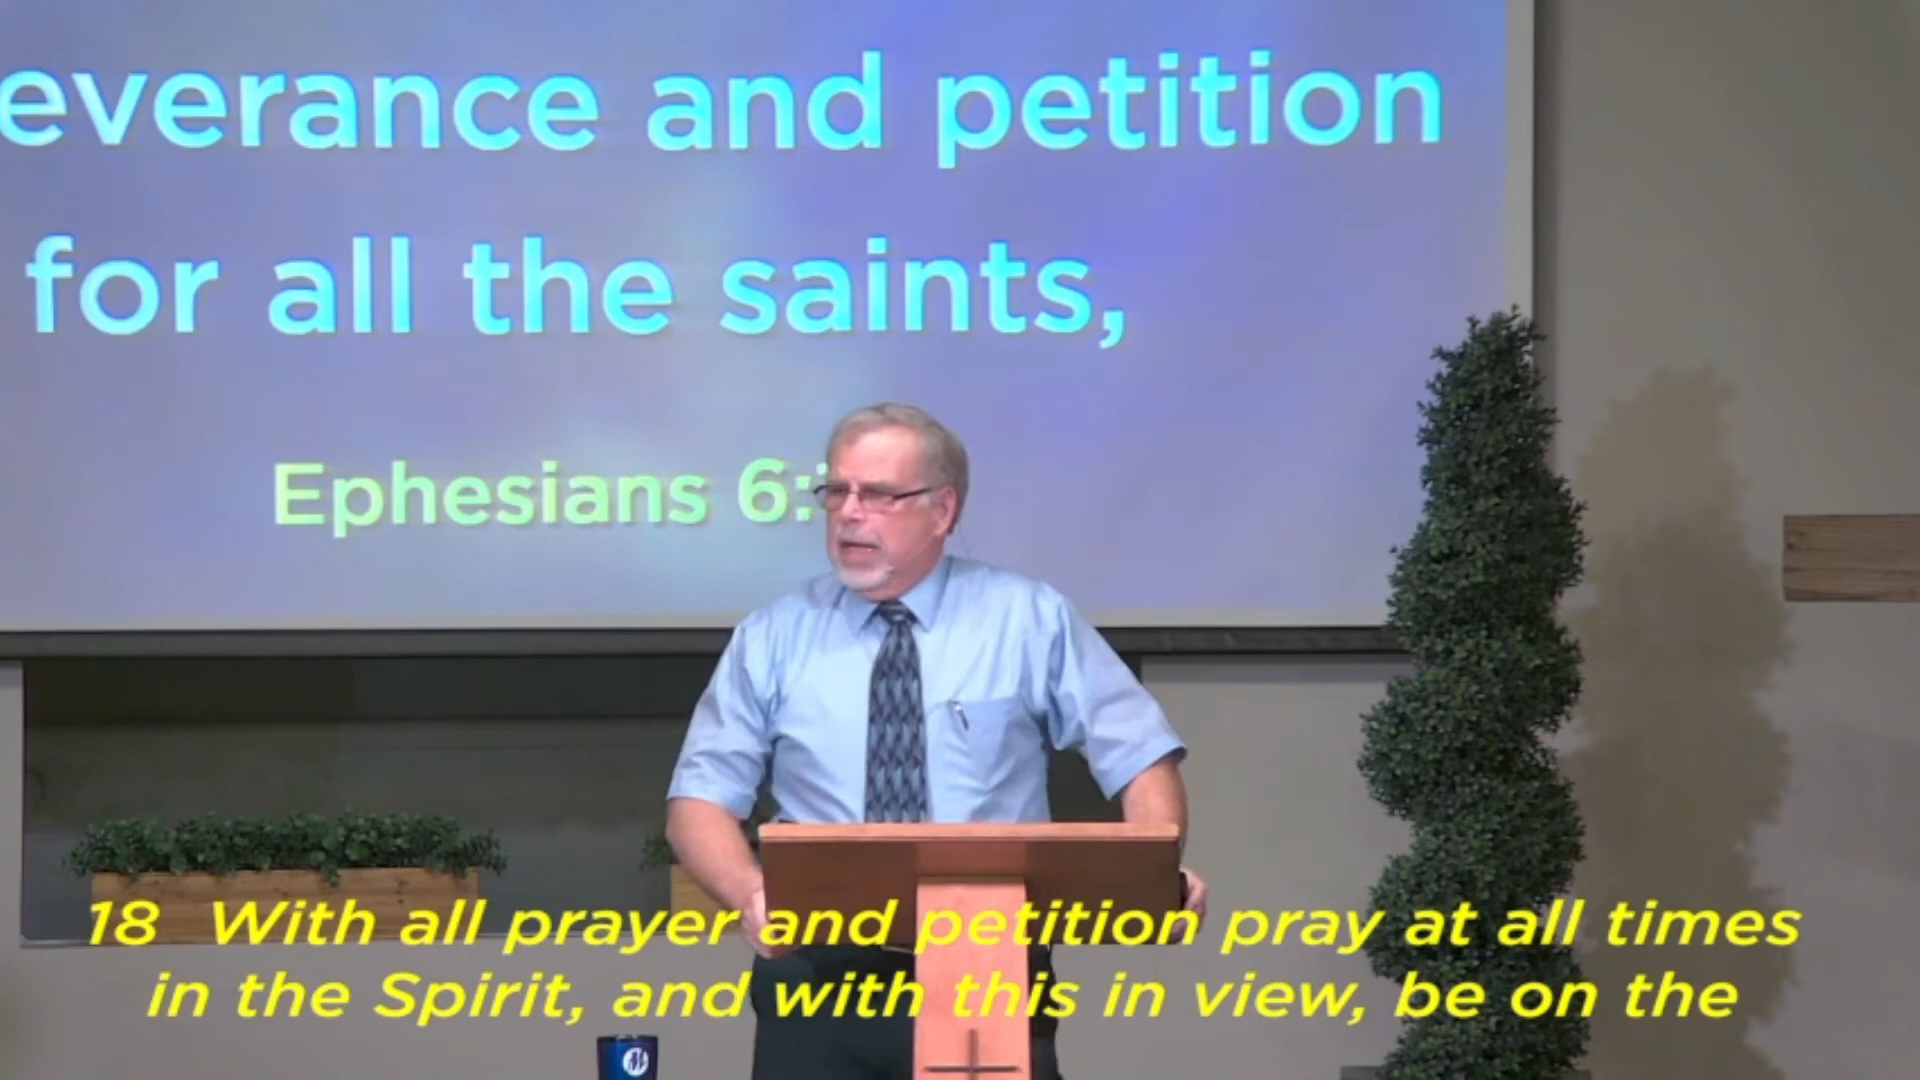 everance and petition
for all the saints,
Ephesians 6:
18 With all prayer and petition pray at all times
in the Spirit, and with this in view, be on the